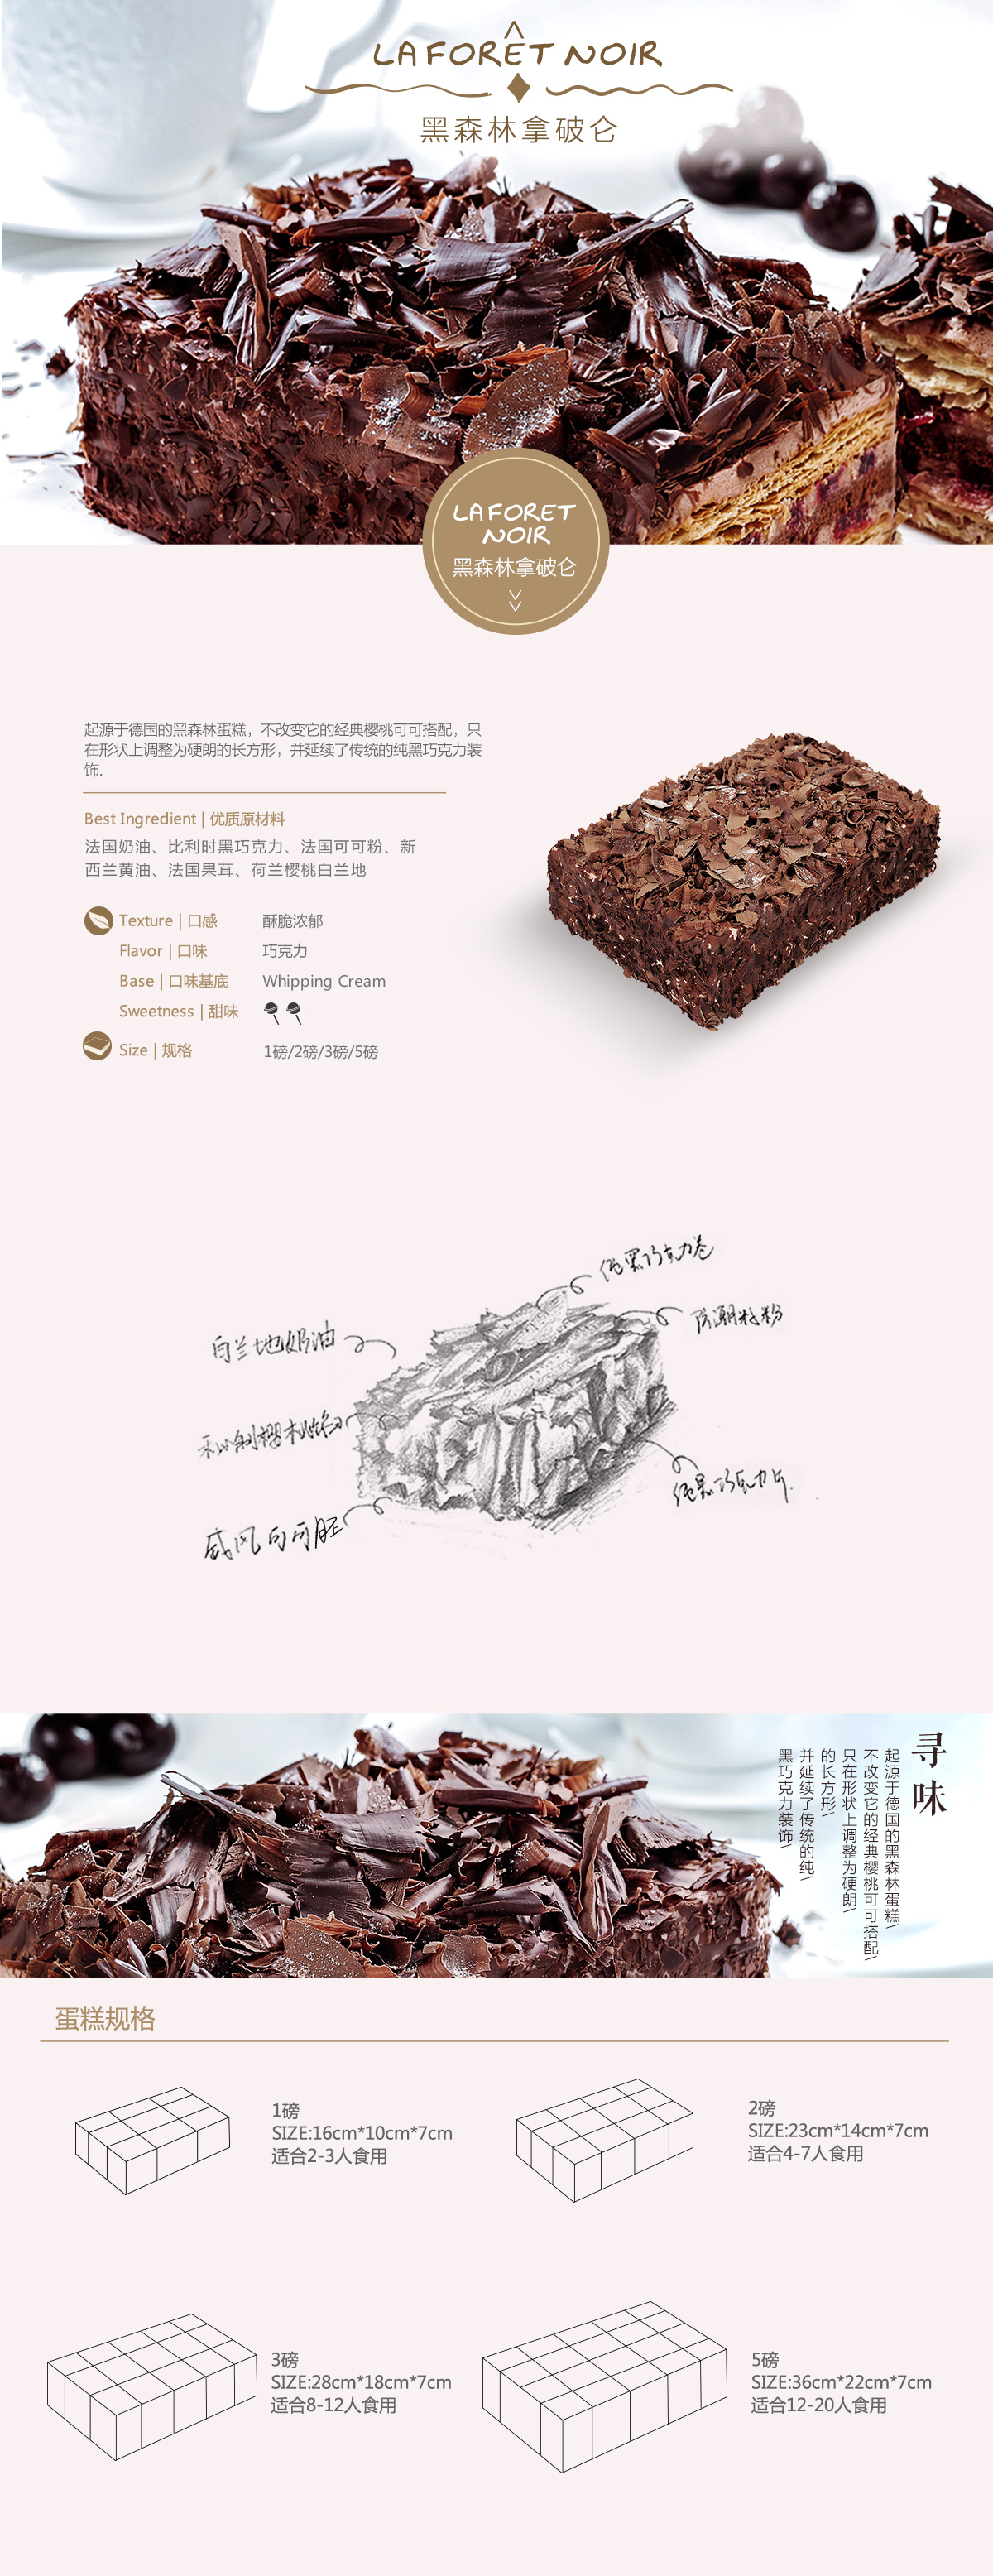 LA FORÊT NOIR
黑森林拿破仑
LA FORET
NOIR
黑森林拿破仑
起源于德国的黑森林蛋糕，不改变它的经典樱桃可可搭配，只
在形状上调整为硬朗的长方形，并延续了传统的纯黑巧克力装
饰.
Best Ingredient | 优质原材料
法国奶油、比利时黑巧克力、法国可可粉、新
西兰黄油、法国果茸、荷兰樱桃白兰地
Texture | 口感 酥脆浓郁
Flavor | 口味 巧克力
Base | 口味基底 Whipping Cream
Sweetness | 甜味
Size | 规格 1磅/2磅/3磅/5磅
纯黑巧克力卷
防潮糖粉
白兰地奶油
秘制樱桃馅
纯黑巧克力片
戚风可可胚
寻味
起源于德国的黑森林蛋糕\
不改变它的经典樱桃可可搭配\
只在形状上调整为硬朗\
的长方形\
并延续了传统的纯\
黑巧克力装饰\
蛋糕规格
1磅
SIZE:16cm*10cm*7cm
适合2-3人食用
2磅
SIZE:23cm*14cm*7cm
适合4-7人食用
3磅
SIZE:28cm*18cm*7cm
适合8-12人食用
5磅
SIZE:36cm*22cm*7cm
适合12-20人食用